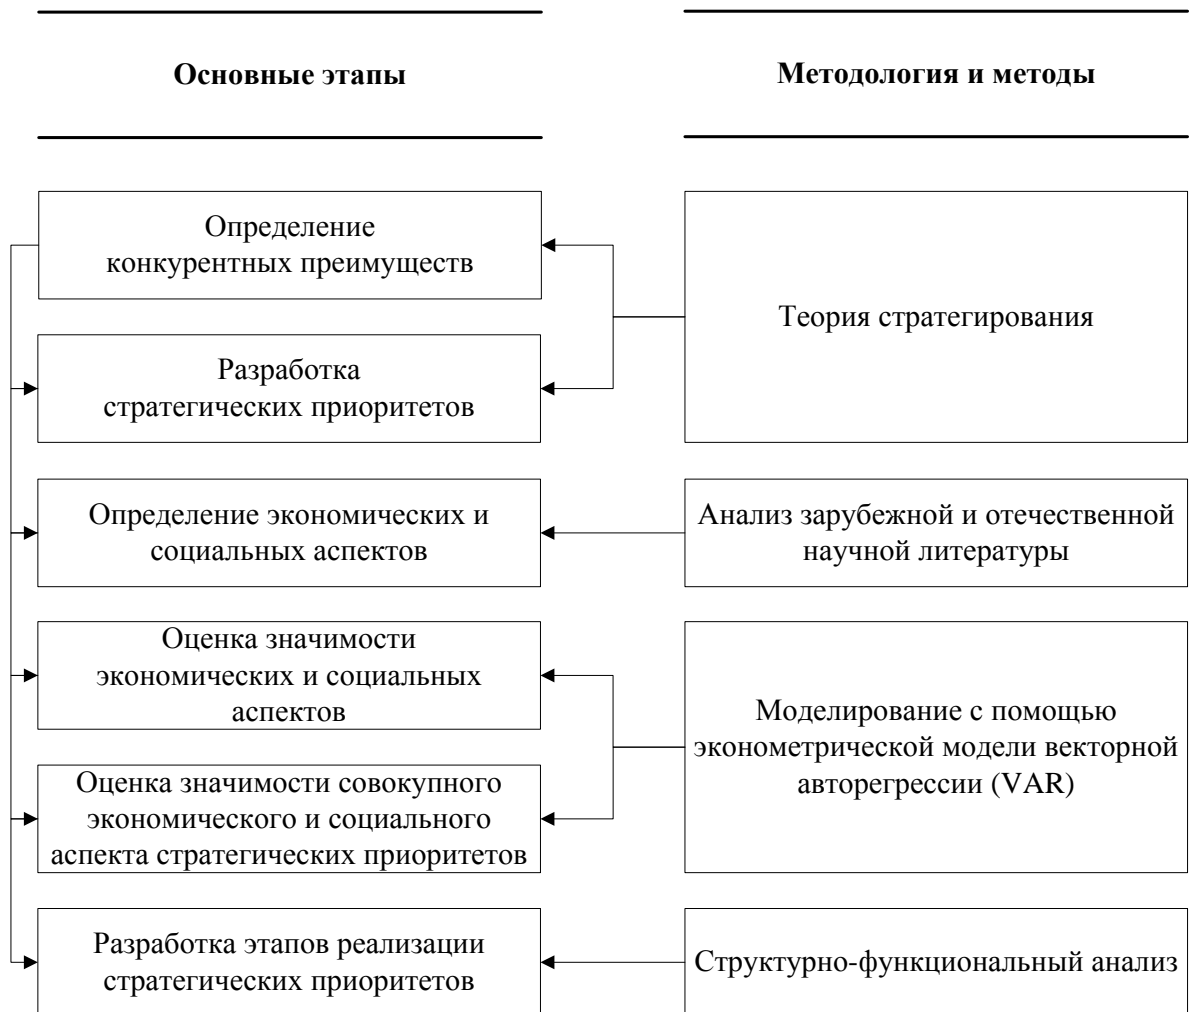 Основные этапы
Методология и методы
Определение
конкурентных преимуществ
Теория стратегирования
Разработка
стратегических приоритетов
Определение экономических и
социальных аспектов
Анализ зарубежной и отечественной
научной литературы
Оценка значимости
экономических и социальных
аспектов
Моделирование с помощью
эконометрической модели векторной
авторегрессии (VAR)
Оценка значимости совокупного
экономического и социального
аспекта стратегических приоритетов
Разработка этапов реализации
стратегических приоритетов
Структурно-функциональный анализ